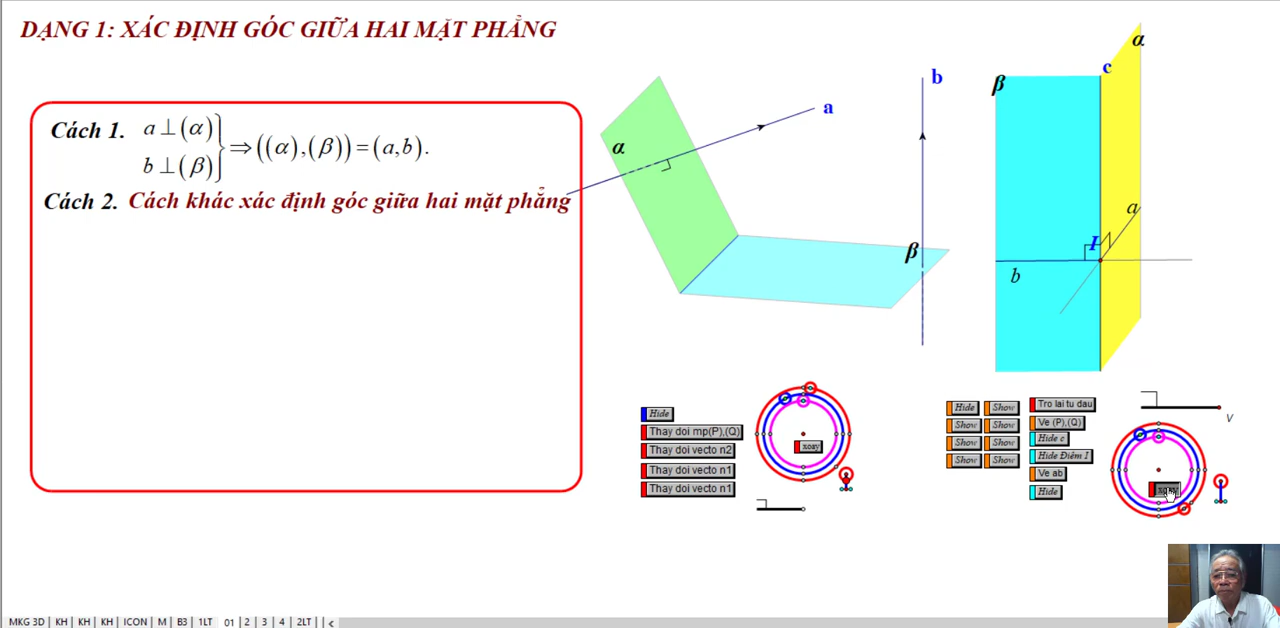 DẠNG 1: XÁC ĐỊNH GÓC GIỮA HAI MẶT PHẲNG
Cách 1. a ⊥ (α) b ⊥ (β) } ⇒ ((α),(β)) = (a,b).
Cách 2. Cách khác xác định góc giữa hai mặt phẳng
α
a
b
β
β
c
α
a
I
b
Hide
Thay doi mp(P),(Q)
Thay doi vecto n2
Thay doi vecto n1
Thay doi vecto n1
xoay
Hide Show
Show Show
Show Show
Show Show
Tro lai tu dau
Ve (P),(Q)
Hide c
Hide Điêm I
Ve ab
Hide
V
MKG 3D | KH | KH | KH | ICON | M | B3 | 1LT | 01 | 2 | 3 | 4 | 2LT |